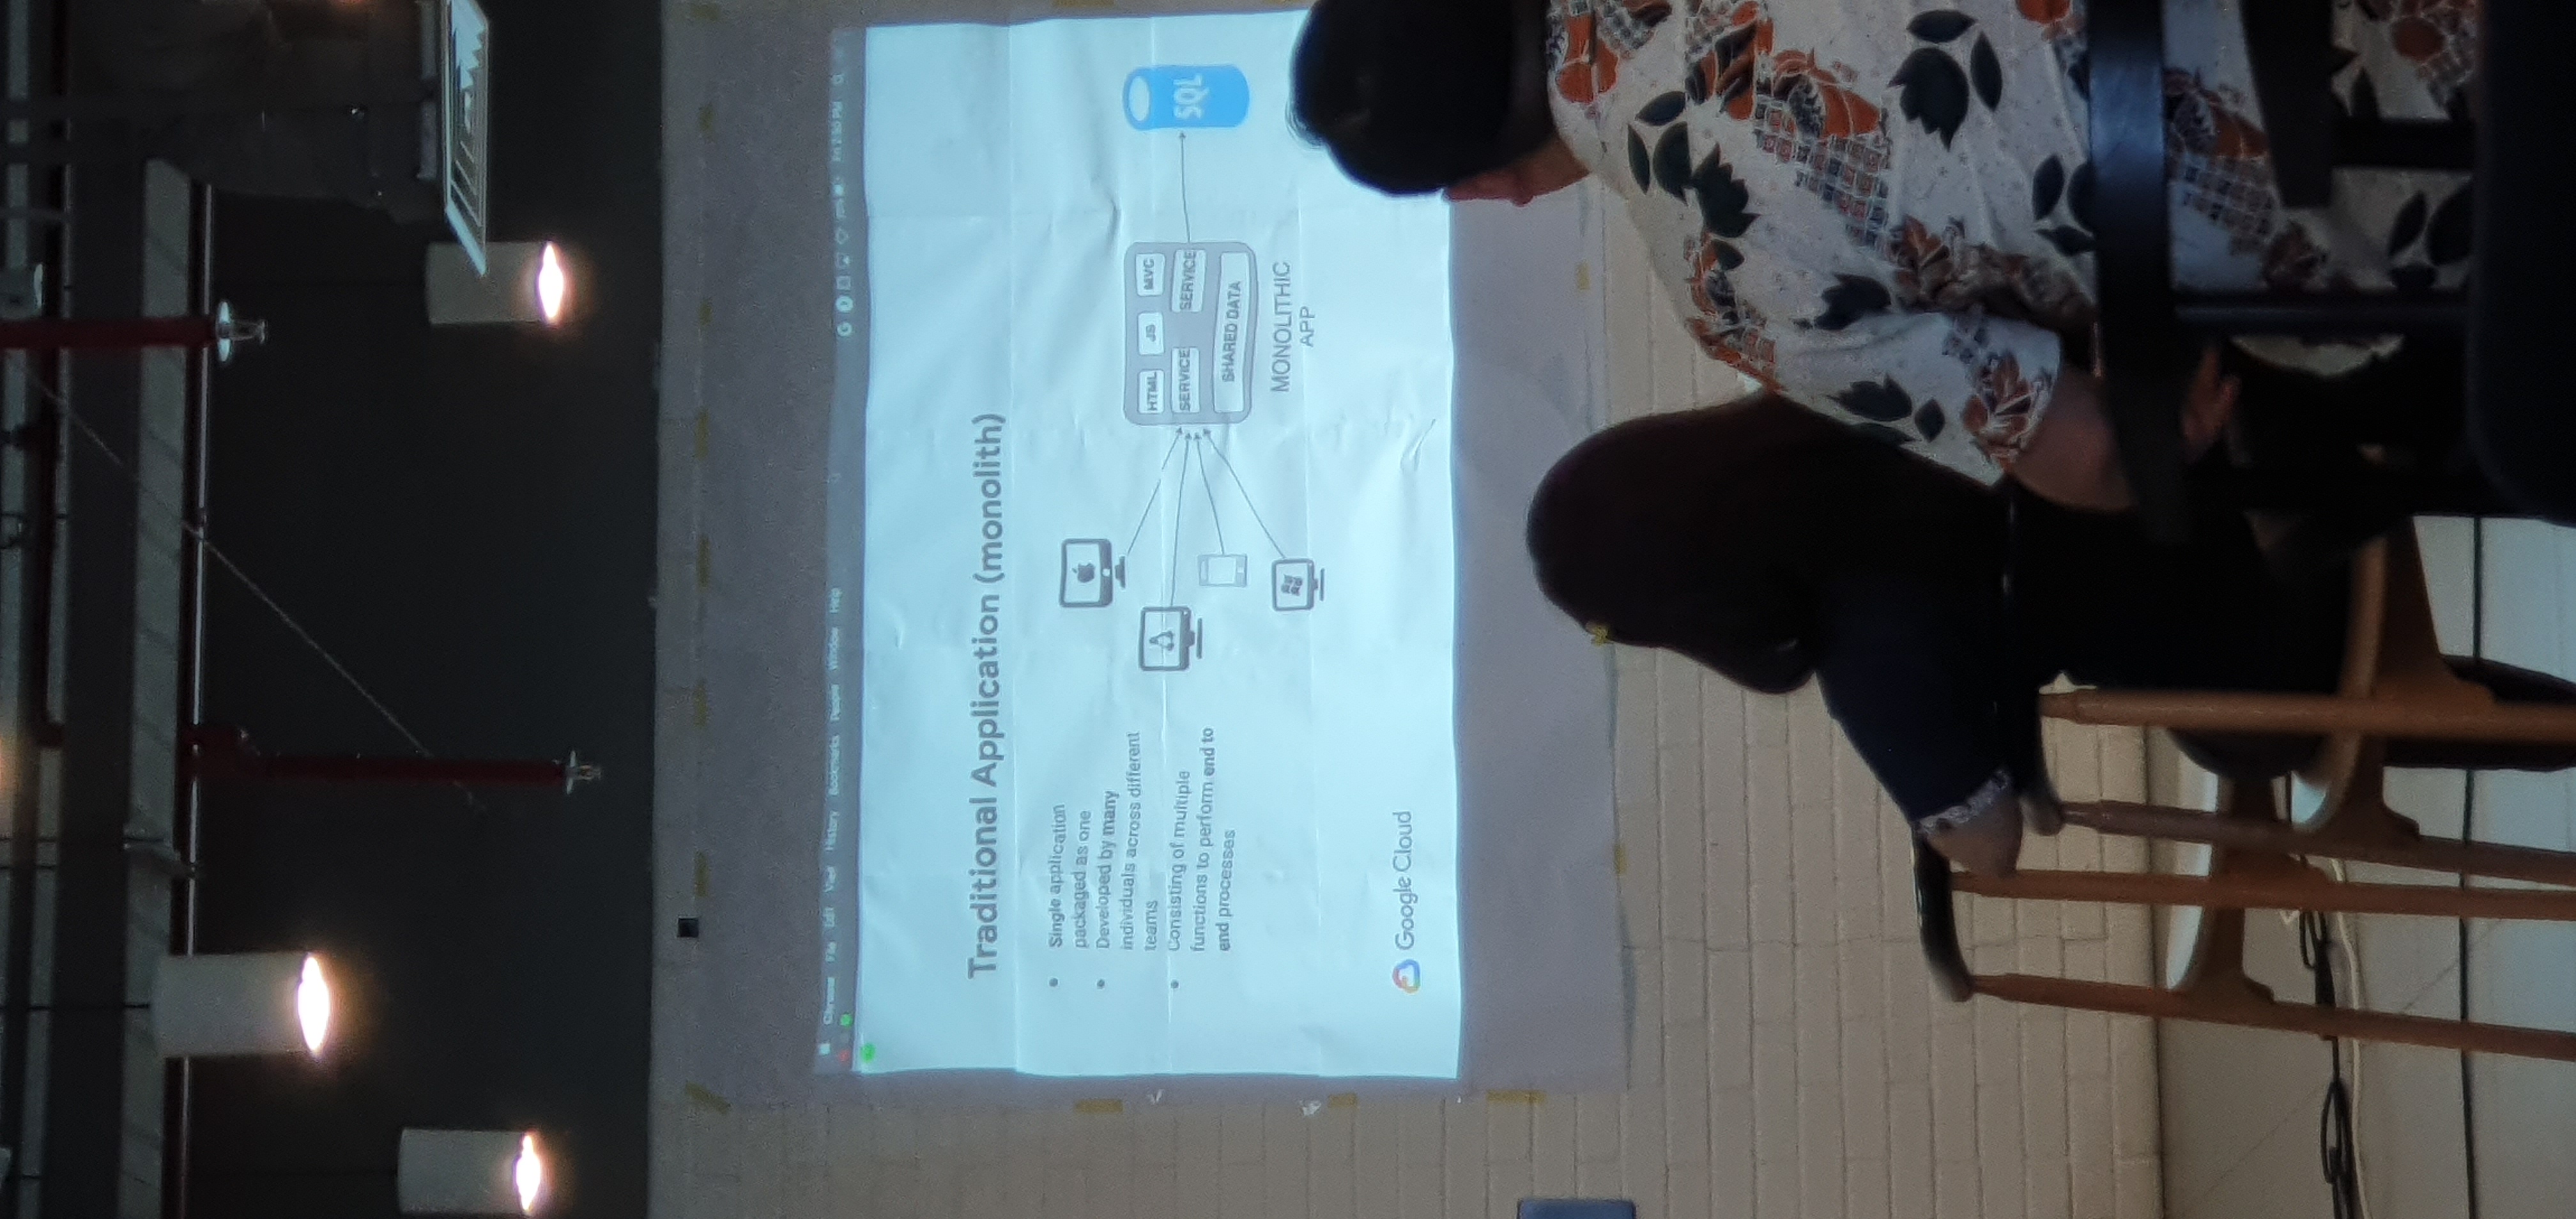 Chrome File Edit View History Bookmarks People Window Help
Traditional Application (monolith)
Single application
packaged as one
Developed by many
individuals across different
teams
Consisting of multiple
functions to perform end to
end processes
HTML JS MVC
SERVICE SERVICE
SHARED DATA
MONOLITHIC
APP
SQL
Google Cloud